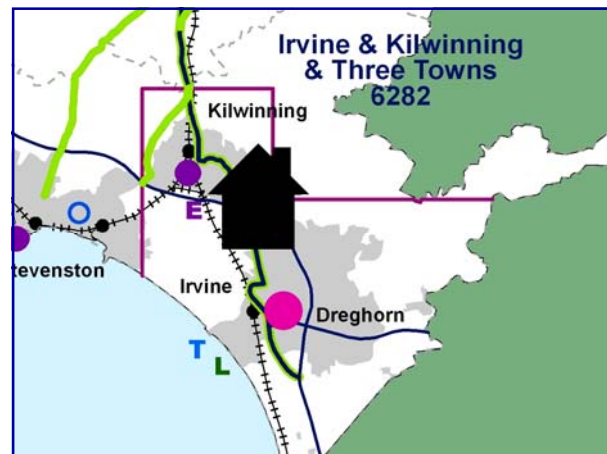 Irvine & Kilwinning
& Three Towns
6282
Kilwinning
E
tevenston
Irvine
Dreghorn
T
L